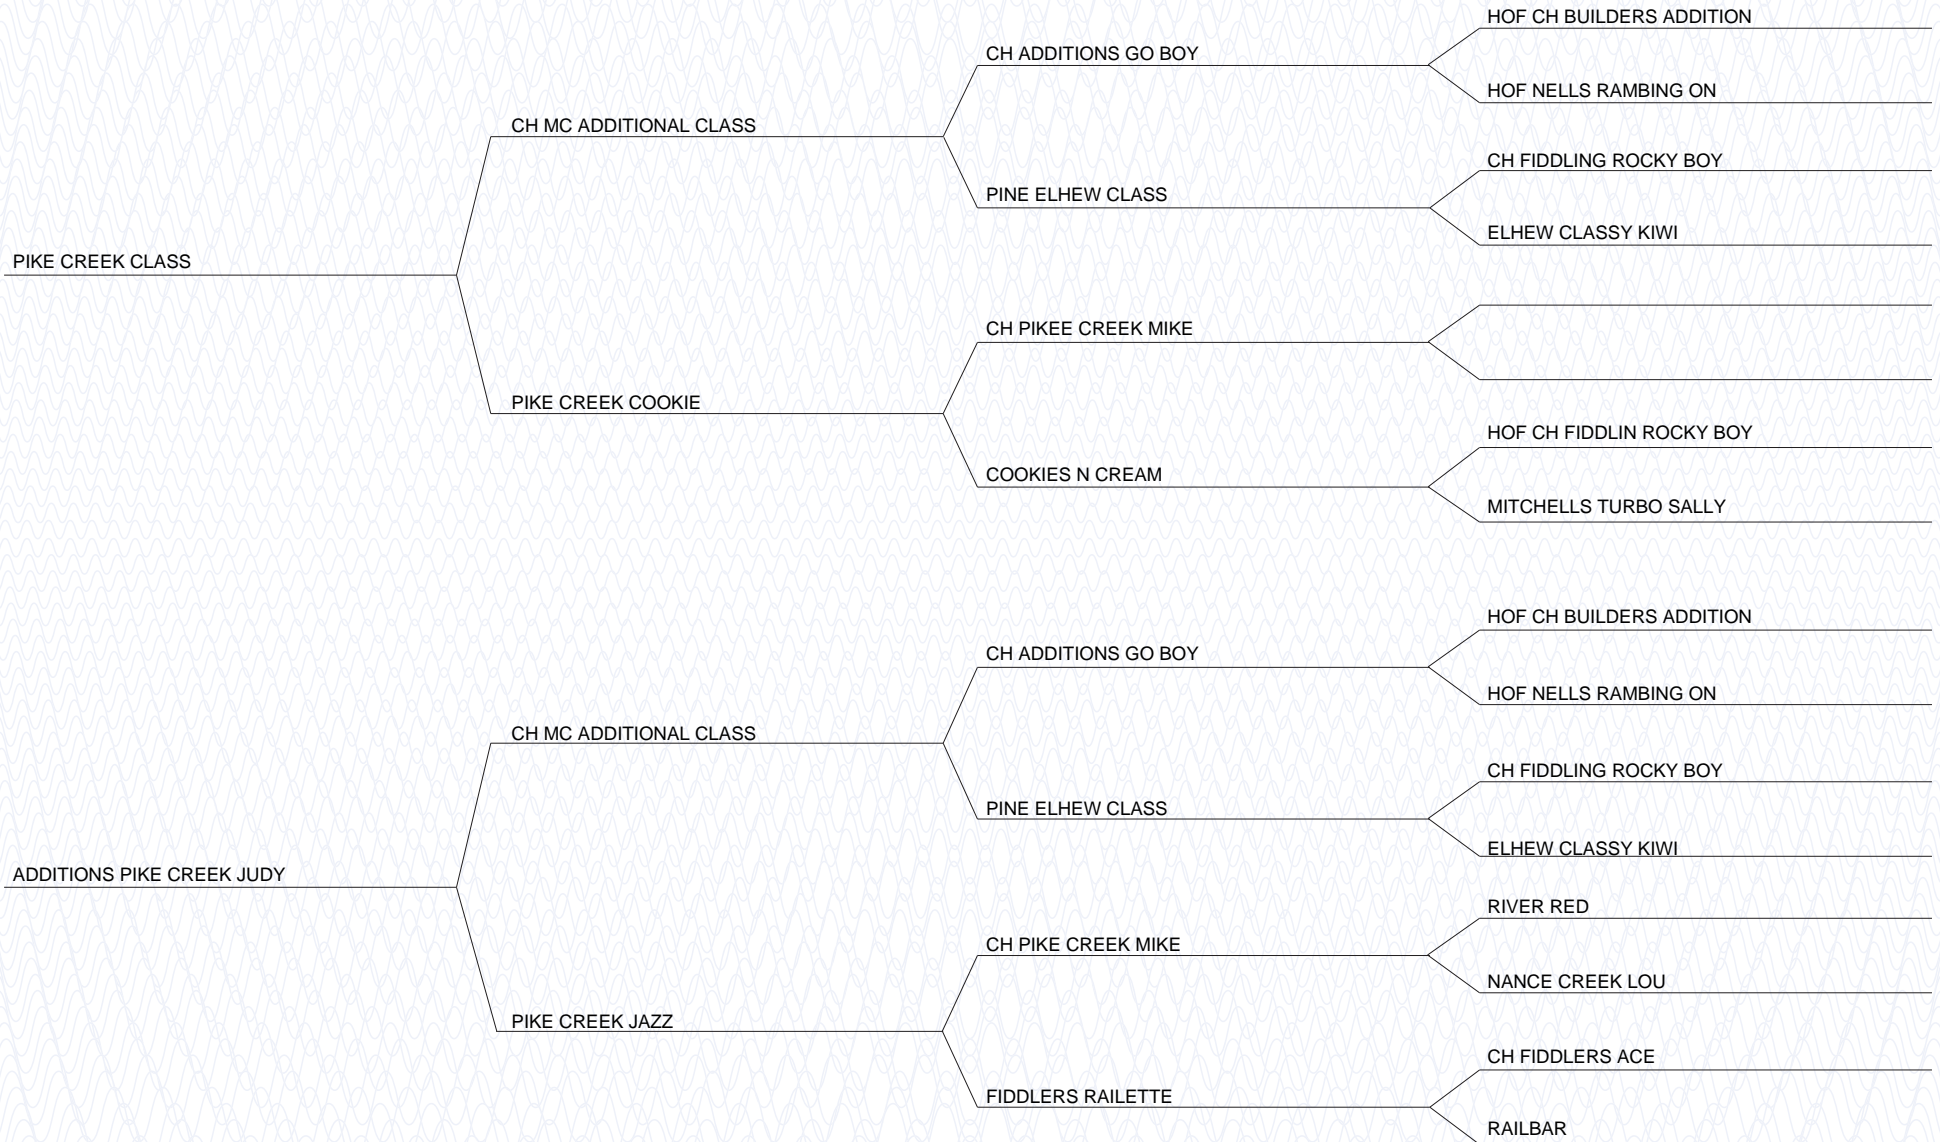 HOF CH BUILDERS ADDITION
CH ADDITIONS GO BOY
HOF NELLS RAMBING ON
CH MC ADDITIONAL CLASS
CH FIDDLING ROCKY BOY
PINE ELHEW CLASS
ELHEW CLASSY KIWI
PIKE CREEK CLASS
CH PIKEE CREEK MIKE
PIKE CREEK COOKIE
HOF CH FIDDLIN ROCKY BOY
COOKIES N CREAM
MITCHELLS TURBO SALLY
HOF CH BUILDERS ADDITION
CH ADDITIONS GO BOY
HOF NELLS RAMBING ON
CH MC ADDITIONAL CLASS
CH FIDDLING ROCKY BOY
PINE ELHEW CLASS
ELHEW CLASSY KIWI
ADDITIONS PIKE CREEK JUDY
RIVER RED
CH PIKE CREEK MIKE
NANCE CREEK LOU
PIKE CREEK JAZZ
CH FIDDLERS ACE
FIDDLERS RAILETTE
RAILBAR